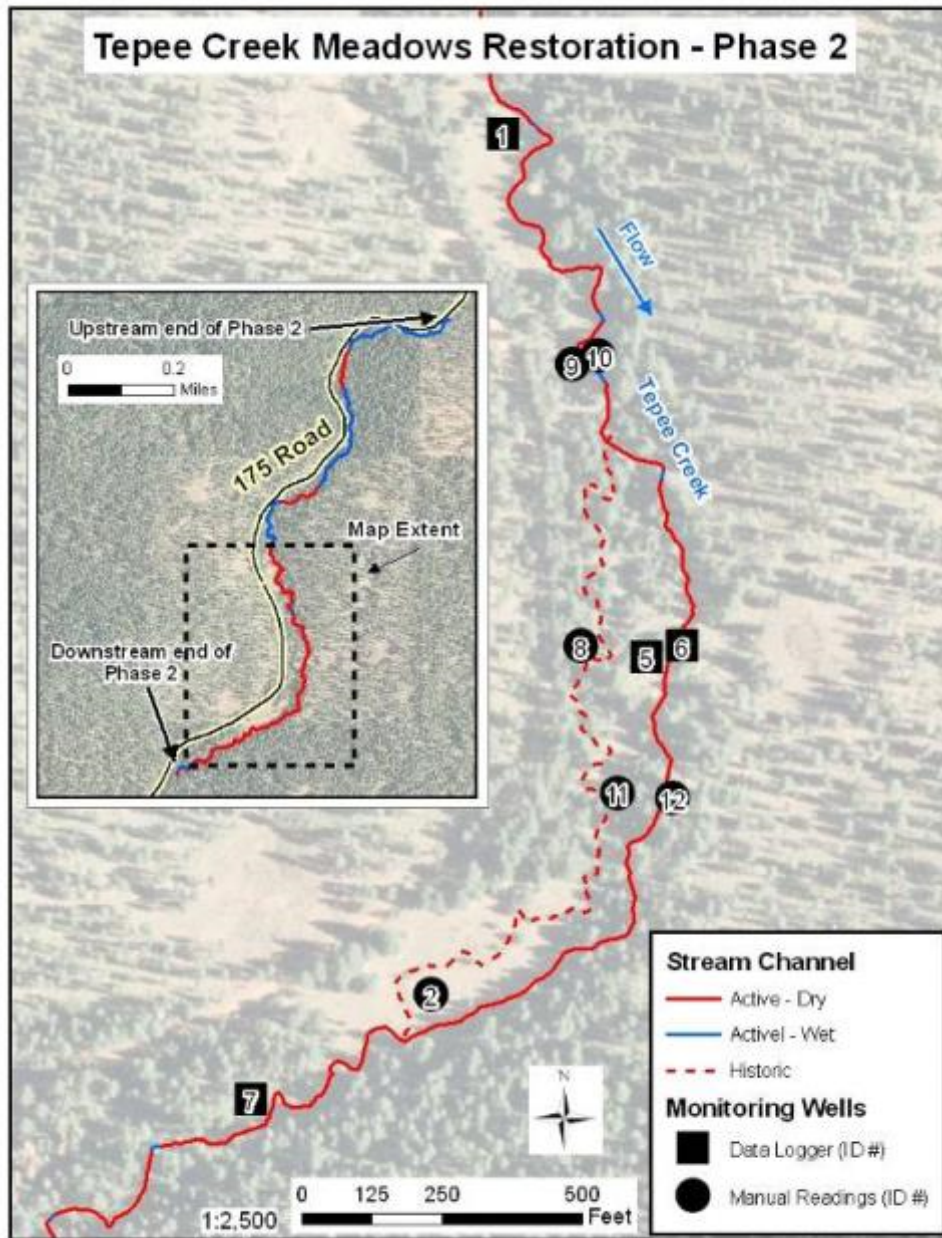 Tepee Creek Meadows Restoration - Phase 2
1
Flow
Upstream end of Phase 2
0 0.2
Miles
175 Road
9 10
Tepee Creek
Map Extent
Downstream end of
Phase 2
8
5 6
11 12
2
7
N
Stream Channel
Active - Dry
Activel - Wet
Historic
Monitoring Wells
Data Logger (ID #)
Manual Readings (ID #)
0 125 250 500
1:2,500 Feet